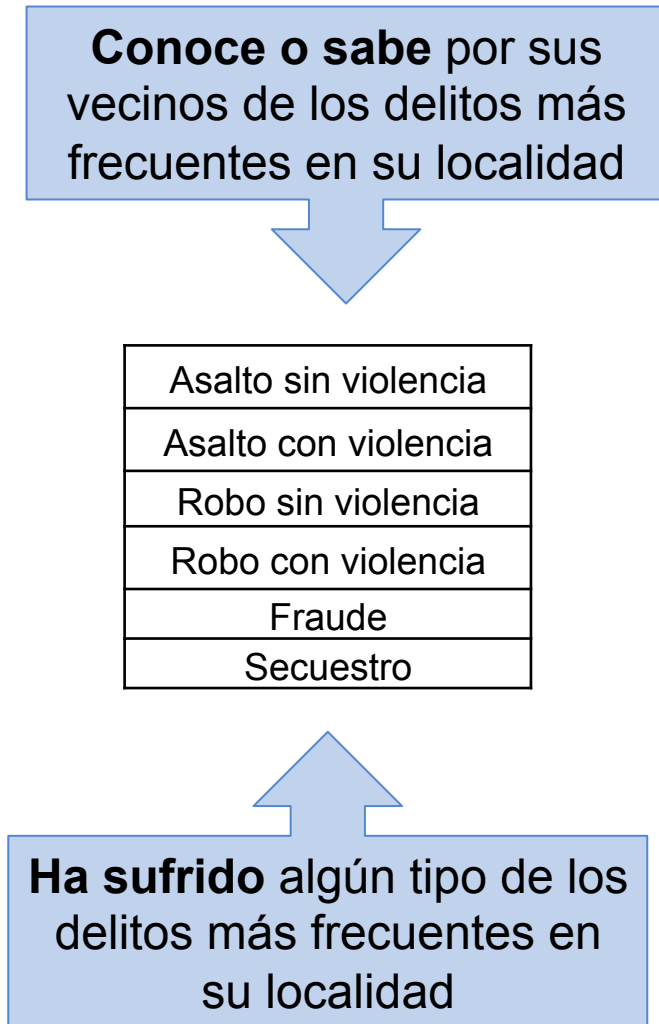 Conoce o sabe por sus
vecinos de los delitos más
frecuentes en su localidad
Asalto sin violencia
Asalto con violencia
Robo sin violencia
Robo con violencia
Fraude
Secuestro
Ha sufrido algún tipo de los
delitos más frecuentes en
su localidad